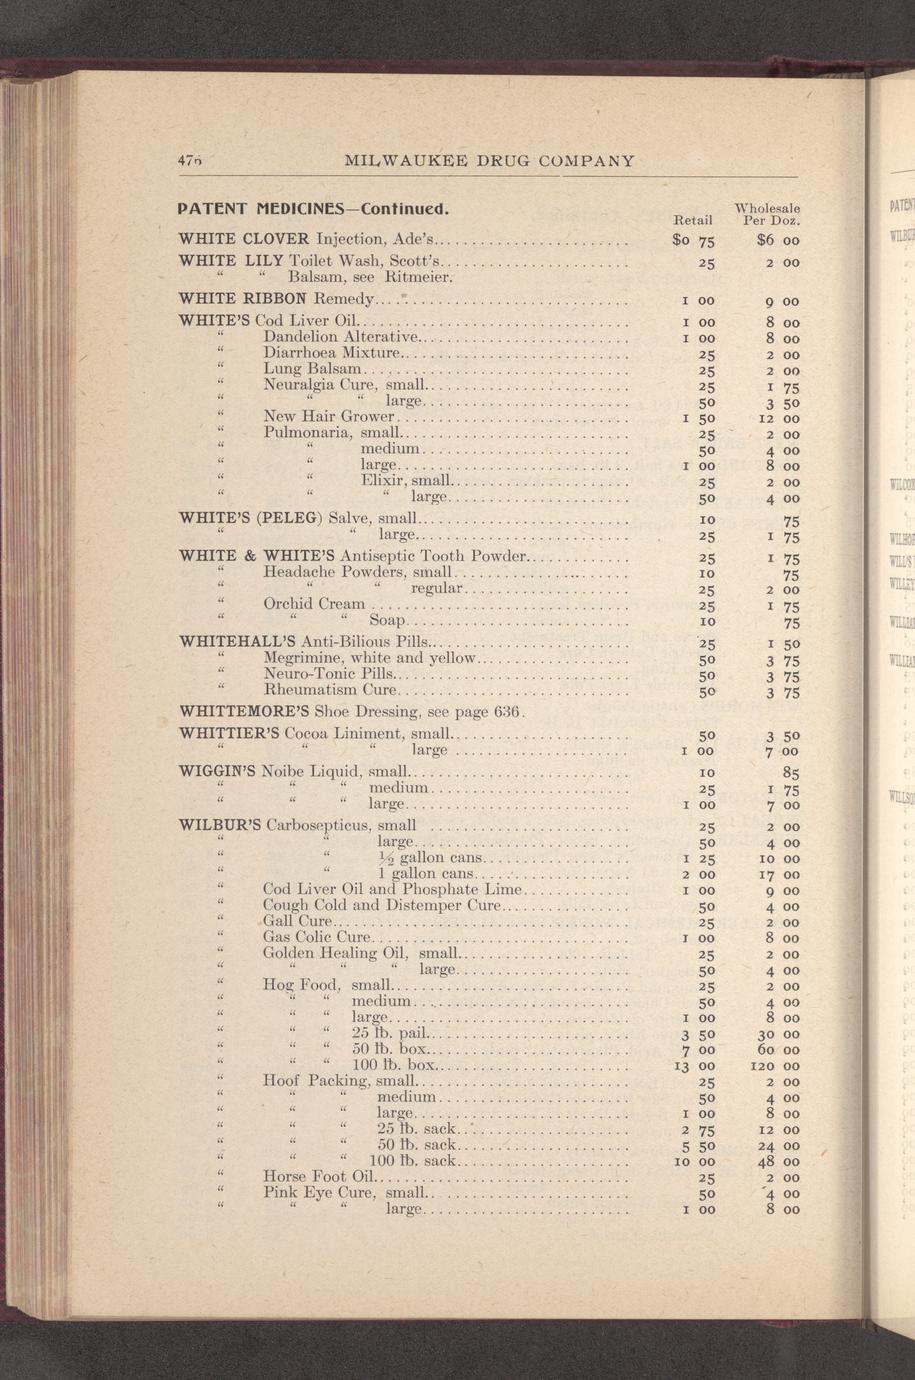 MILWAUKEE DRUG COMPANY
PATENT MEDICINES—Continued.
Retail Wholesale Per Doz.
WHITE CLOVER Injection, Ade's $0 75 $6 00
WHITE LILY Toilet Wash, Scott's 25 2 00
“ “ Balsam, see Ritmeier.
WHITE RIBBON Remedy 1 00 9 00
WHITE'S Cod Liver Oil 1 00 8 00
“ Dandelion Alterative 1 00 8 00
“ Diarrhoea Mixture 25 2 00
“ Lung Balsam 25 2 00
“ Neuralgia Cure, small 25 1 75
“ “ “ large 50 3 50
“ New Hair Grower 1 50 12 00
“ Pulmonaria, small 25 2 00
“ “ medium 50 4 00
“ “ large 1 00 8 00
“ “ Elixir, small 25 2 00
“ “ “ large 50 4 00
WHITE'S (PELEG) Salve, small 10 75
“ “ large 25 1 75
WHITE & WHITE'S Antiseptic Tooth Powder 25 1 75
“ Headache Powders, small 10 75
“ “ “ regular 25 2 00
“ Orchid Cream 25 1 75
“ “ “ Soap 10 75
WHITEHALL'S Anti-Bilious Pills 25 1 50
“ Megrimine, white and yellow 50 3 75
“ Neuro-Tonic Pills 50 3 75
“ Rheumatism Cure 50 3 75
WHITTEMORE'S Shoe Dressing, see page 636.
WHITTIER'S Cocoa Liniment, small 50 3 50
“ “ “ large 1 00 7 00
WIGGIN'S Noibe Liquid, small 10 85
“ “ “ medium 25 1 75
“ “ “ large 1 00 7 00
WILBUR'S Carbosepticus, small 25 2 00
“ “ large 50 4 00
“ “ ½ gallon cans 1 25 10 00
“ “ 1 gallon cans 2 00 17 00
“ Cod Liver Oil and Phosphate Lime 1 00 9 00
“ Cough Cold and Distemper Cure 50 4 00
“ Gall Cure 25 2 00
“ Gas Colic Cure 1 00 8 00
“ Golden Healing Oil, small 25 2 00
“ “ “ “ large 50 4 00
“ Hog Food, small 25 2 00
“ “ “ medium 50 4 00
“ “ “ large 1 00 8 00
“ “ “ 25 lb. pail 3 50 30 00
“ “ “ 50 lb. box 7 00 60 00
“ “ “ 100 lb. box 13 00 120 00
“ Hoof Packing, small 25 2 00
“ “ “ medium 50 4 00
“ “ “ large 1 00 8 00
“ “ “ 25 lb. sack 2 75 12 00
“ “ “ 50 lb. sack 5 50 24 00
“ “ “ 100 lb. sack 10 00 48 00
“ Horse Foot Oil 25 2 00
“ Pink Eye Cure, small 50 4 00
“ “ “ large 1 00 8 00